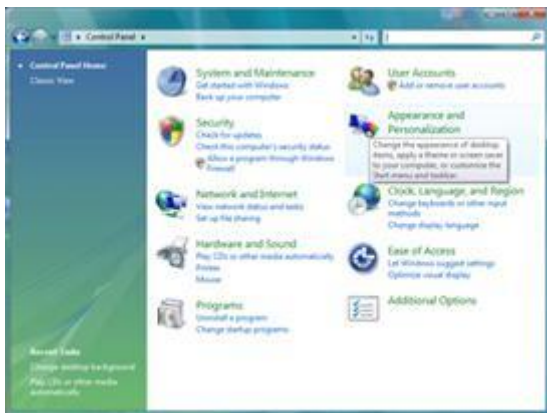 Control Panel
Control Panel Home
Classic View
System and Maintenance
Get started with Windows
Back up your computer
Security
Check for updates
Check this computer's security status
Allow a program through Windows
Firewall
Network and Internet
View network status and tasks
Set up file sharing
Hardware and Sound
Play CDs or other media automatically
Printer
Mouse
Programs
Uninstall a program
Change startup programs
User Accounts
Add or remove user accounts
Appearance and
Personalization
Change the appearance of desktop
items, apply a theme or screen saver
to your computer, or customize the
Start menu and taskbar.
Clock, Language, and Region
Change keyboards or other input
methods
Change display language
Ease of Access
Let Windows suggest settings
Optimize visual display
Additional Options
Recent Tasks
Change desktop background
Play CDs or other media
automatically